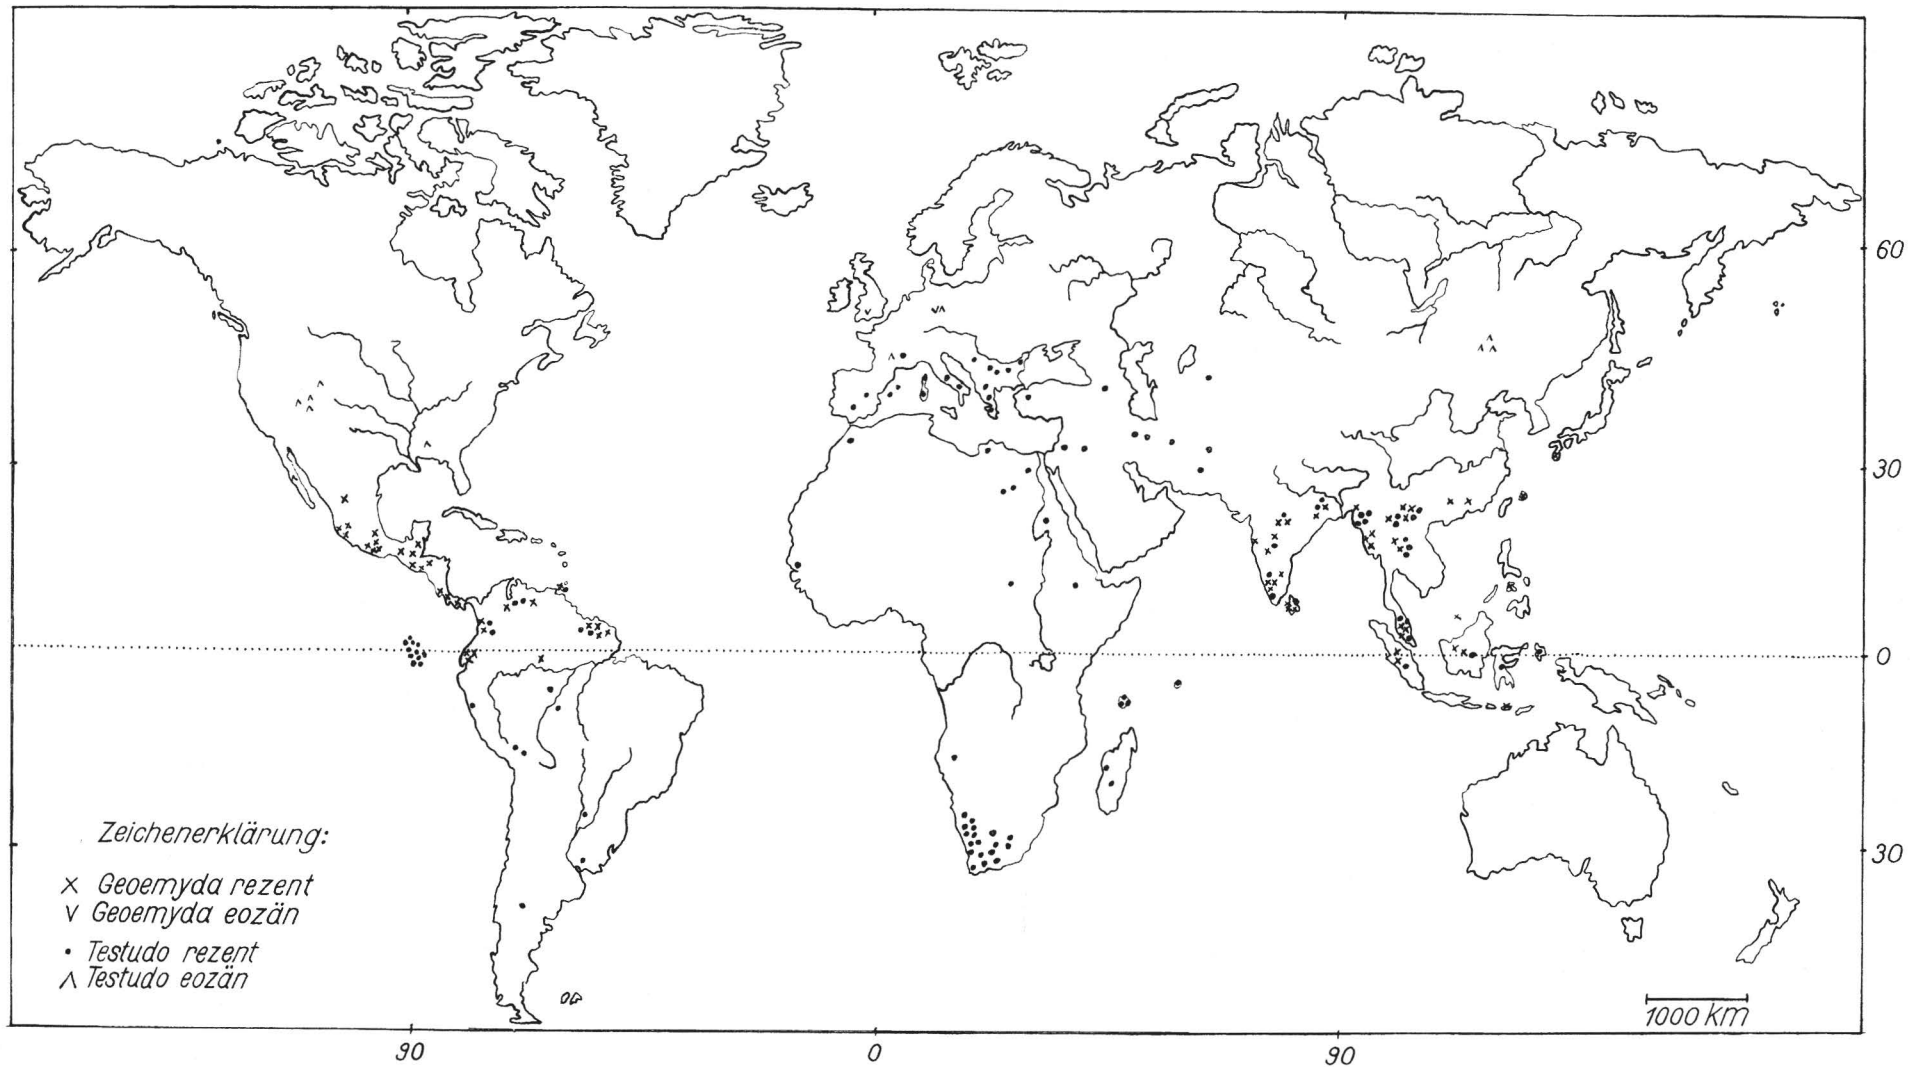 60
30
0
30
Zeichenerklärung:
x Geoemyda rezent
v Geoemyda eozän
• Testudo rezent
ʌ Testudo eozän
1000 km
90
0
90